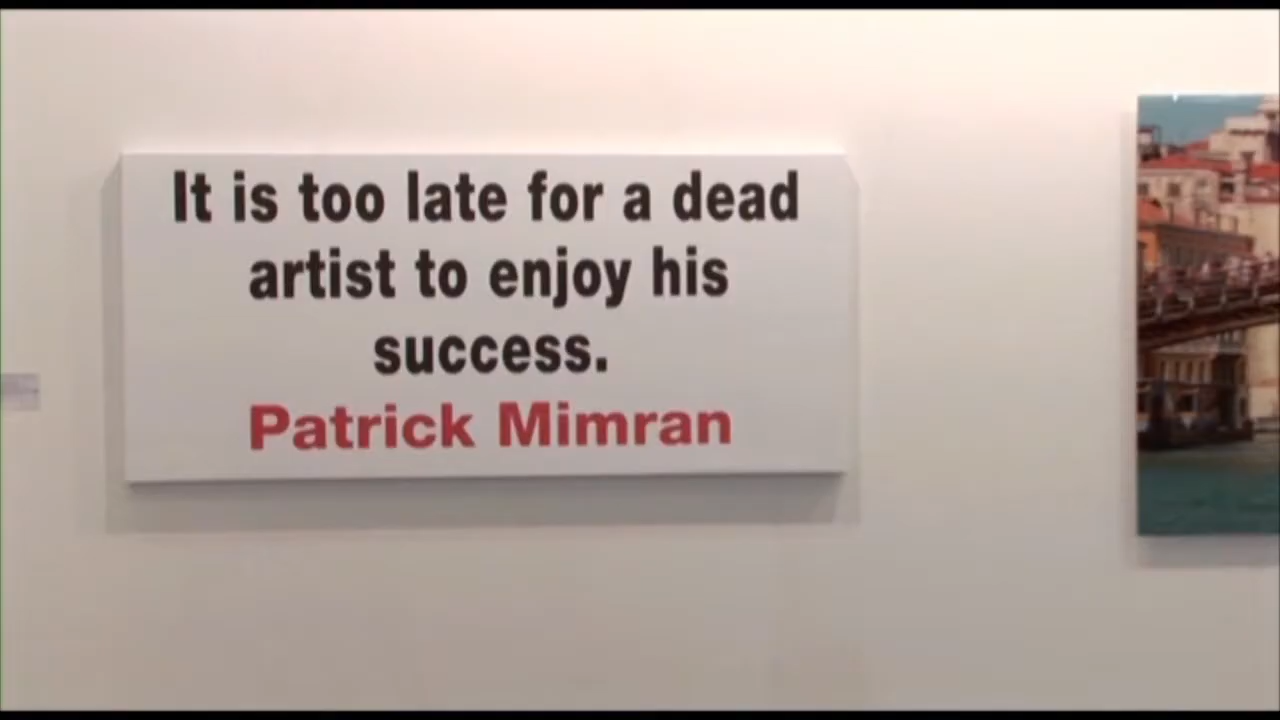 It is too late for a dead
artist to enjoy his
success.
Patrick Mimran